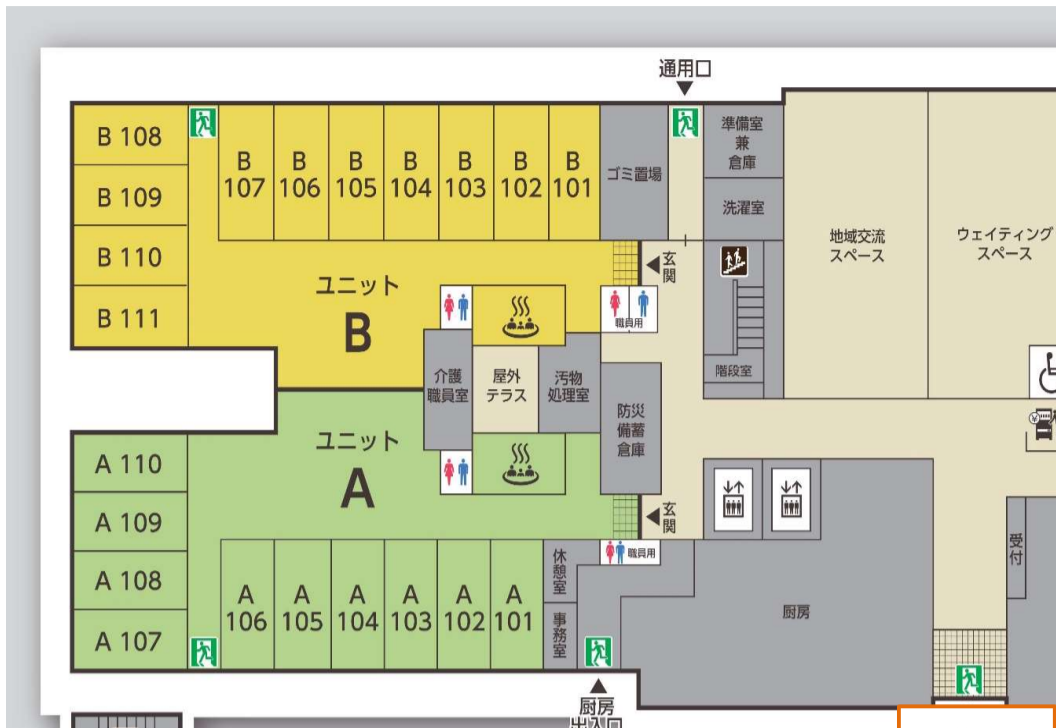 通用口
B 108
B 109
B 110
B 111
B
107
B
106
B
105
B
104
B
103
B
102
B
101
ゴミ置場
準備室
兼
倉庫
洗濯室
地域交流
スペース
ウェイティング
スペース
玄関
職員用
階段室
ユニット
B
介護
職員室
屋外
テラス
汚物
処理室
防災
備蓄
倉庫
ユニット
A
A 110
A 109
A 108
A 107
A
106
A
105
A
104
A
103
A
102
A
101
玄関
職員用
休憩室
事務室
厨房
受付
厨房
出入口